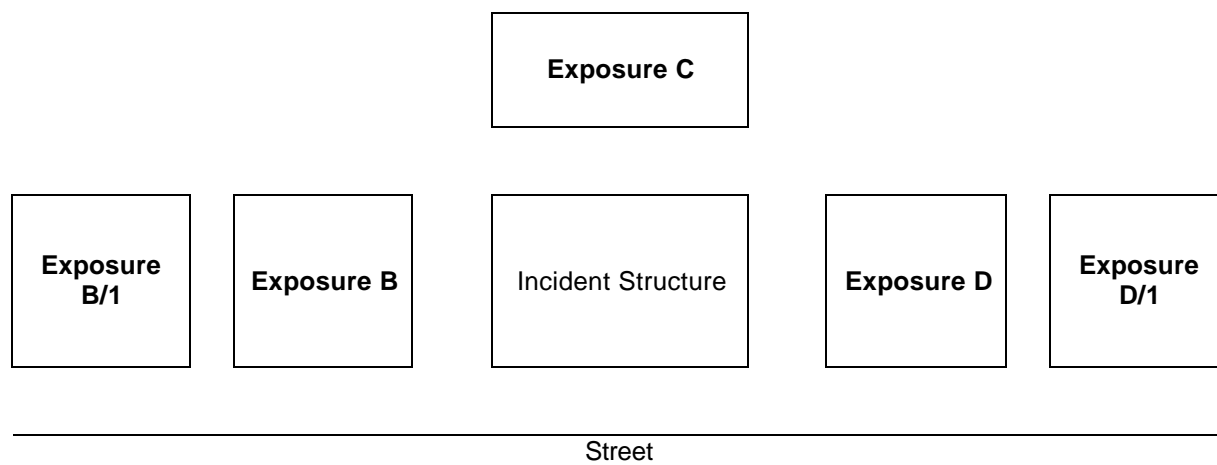 Exposure C
Exposure
B/1
Exposure B
Incident Structure
Exposure D
Exposure
D/1
Street